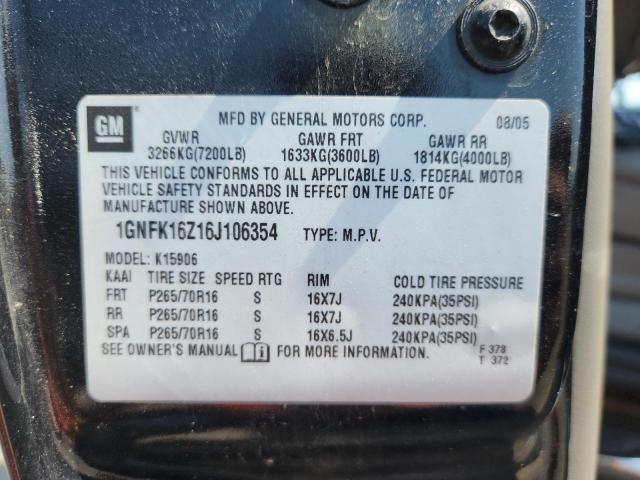 GM
MFD BY GENERAL MOTORS CORP. 08/05
GVWR GAWR FRT GAWR RR
3266KG(7200LB) 1633KG(3600LB) 1814KG(4000LB)
THIS VEHICLE CONFORMS TO ALL APPLICABLE U.S. FEDERAL MOTOR
VEHICLE SAFETY STANDARDS IN EFFECT ON THE DATE OF
MANUFACTURE SHOWN ABOVE.
1GNFK16Z16J106354 TYPE: M.P.V.
MODEL: K15906
KAAI TIRE SIZE SPEED RTG RIM COLD TIRE PRESSURE
FRT P265/70R16 S 16X7J 240KPA(35PSI)
RR P265/70R16 S 16X7J 240KPA(35PSI)
SPA P265/70R16 S 16X6.5J 240KPA(35PSI)
SEE OWNER'S MANUAL FOR MORE INFORMATION. F 378
T 372